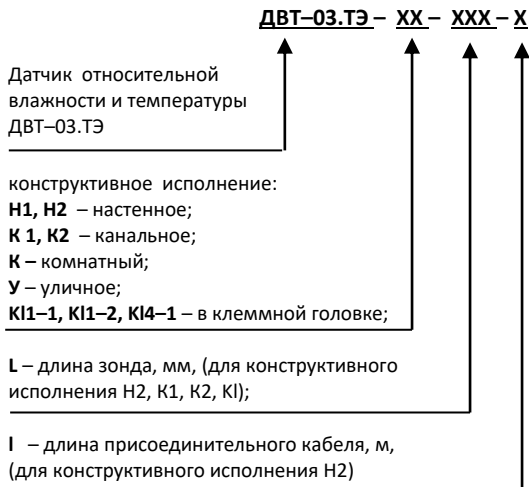 ДВТ–03.ТЭ – XX – XXX – X
Датчик относительной
влажности и температуры
ДВТ–03.ТЭ
конструктивное исполнение:
Н1, Н2 – настенное;
К 1, К2 – канальное;
К – комнатный;
У – уличное;
Kl1–1, Kl1–2, Kl4–1 – в клеммной головке;
L – длина зонда, мм, (для конструктивного
исполнения Н2, К1, К2, Kl);
l – длина присоединительного кабеля, м,
(для конструктивного исполнения Н2)